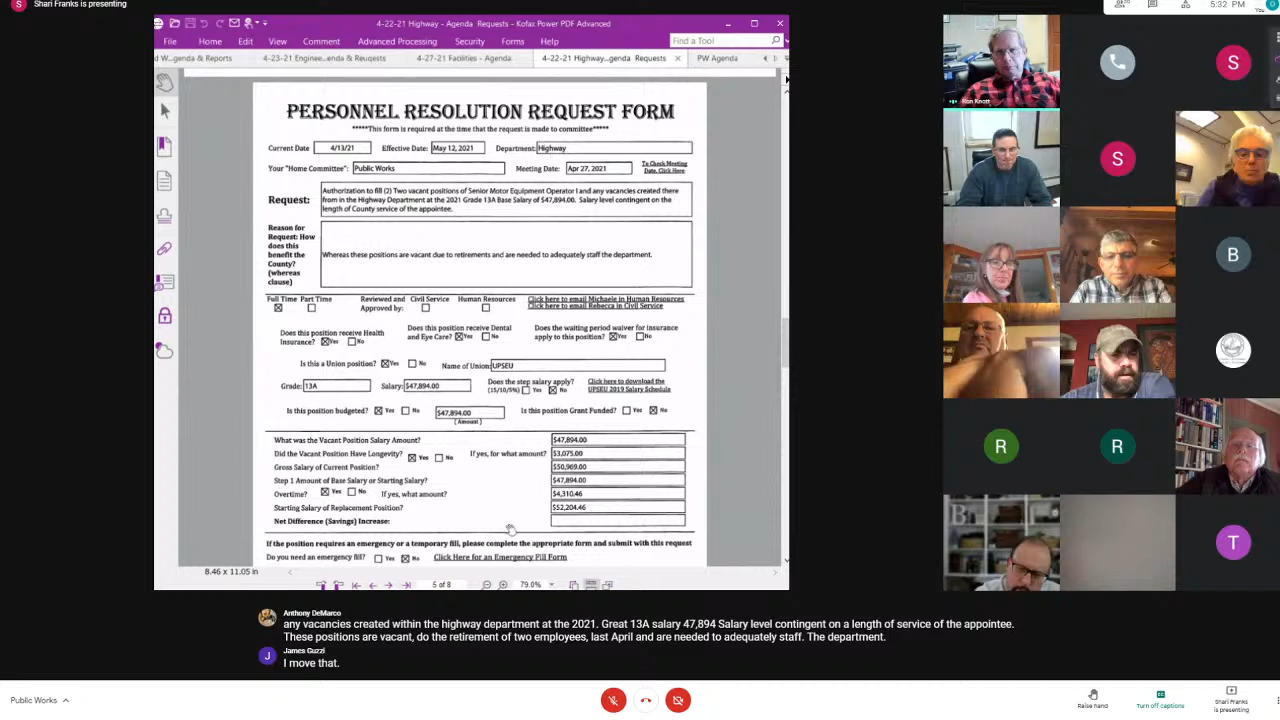 Shari Franks is presenting
5:32 PM
You
4-22-21 Highway - Agenda Requests - Kofax Power PDF Advanced
File Home Edit View Comment Advanced Processing Security Forms Help
Find a Tool
d W...genda & Reports
4-23-21 Enginee...enda & Reuqests
4-27-21 Facilities - Agenda
4-22-21 Highway...genda Requests
PW Agenda
PERSONNEL RESOLUTION REQUEST FORM
*****This form is required at the time that the request is made to committee*****
Current Date 4/13/21 Effective Date: May 12, 2021 Department: Highway
Your "Home Committee": Public Works Meeting Date: Apr 27, 2021 To Check Meeting
Date, Click Here
Request:
Authorization to fill (2) Two vacant positions of Senior Motor Equipment Operator I and any vacancies created there
from in the Highway Department at the 2021 Grade 13A Base Salary of $47,894.00. Salary level contingent on the
length of County service of the appointee.
Reason for
Request: How
does this
benefit the
County?
(whereas
clause)
Whereas these positions are vacant due to retirements and are needed to adequately staff the department.
Full Time Part Time Reviewed and Approved by: Civil Service Human Resources Click here to email Michaele in Human Resources
Click here to email Rebecca in Civil Service
Does this position receive Health
Insurance? Yes No
Does this position receive Dental
and Eye Care? Yes No
Does the waiting period waiver for insurance
apply to this position? Yes No
Is this a Union position? Yes No Name of Union: UPSEU
Grade: 13A Salary: $47,894.00 Does the step salary apply?
(15/10/5%) Yes No
Click here to download the
UPSEU 2019 Salary Schedule
Is this position budgeted? Yes No $47,894.00 Is this position Grant Funded? Yes No
(Amount)
What was the Vacant Position Salary Amount? $47,894.00
Did the Vacant Position Have Longevity? Yes No If yes, for what amount? $3,075.00
Gross Salary of Current Position? $50,969.00
Step 1 Amount of Base Salary or Starting Salary? $47,894.00
Overtime? Yes No If yes, what amount? $4,310.46
Starting Salary of Replacement Position? $52,204.46
Net Difference (Savings) Increase:
If the position requires an emergency or a temporary fill, please complete the appropriate form and submit with this request
Do you need an emergency fill? Yes No Click Here for an Emergency Fill Form
8.46 x 11.05 in
5 of 8
79.0%
Ron Knott
S
S
B
R
R
B
T
Anthony DeMarco
any vacancies created within the highway department at the 2021. Great 13A salary 47,894 Salary level contingent on a length of service of the appointee.
These positions are vacant, do the retirement of two employees, last April and are needed to adequately staff. The department.
J
James Guzzi
I move that.
Public Works
Raise hand
Turn off captions
Shari Franks
is presenting